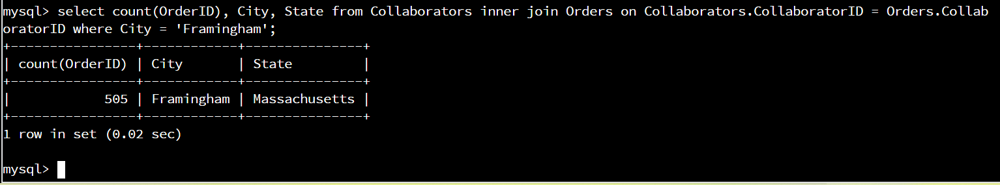 mysql> select count(OrderID), City, State from Collaborators inner join Orders on Collaborators.CollaboratorID = Orders.Collab
oratorID where City = 'Framingham';
+----------------+------------+---------------+
| count(OrderID) | City       | State         |
+----------------+------------+---------------+
|            505 | Framingham | Massachusetts |
+----------------+------------+---------------+
1 row in set (0.02 sec)
mysql>